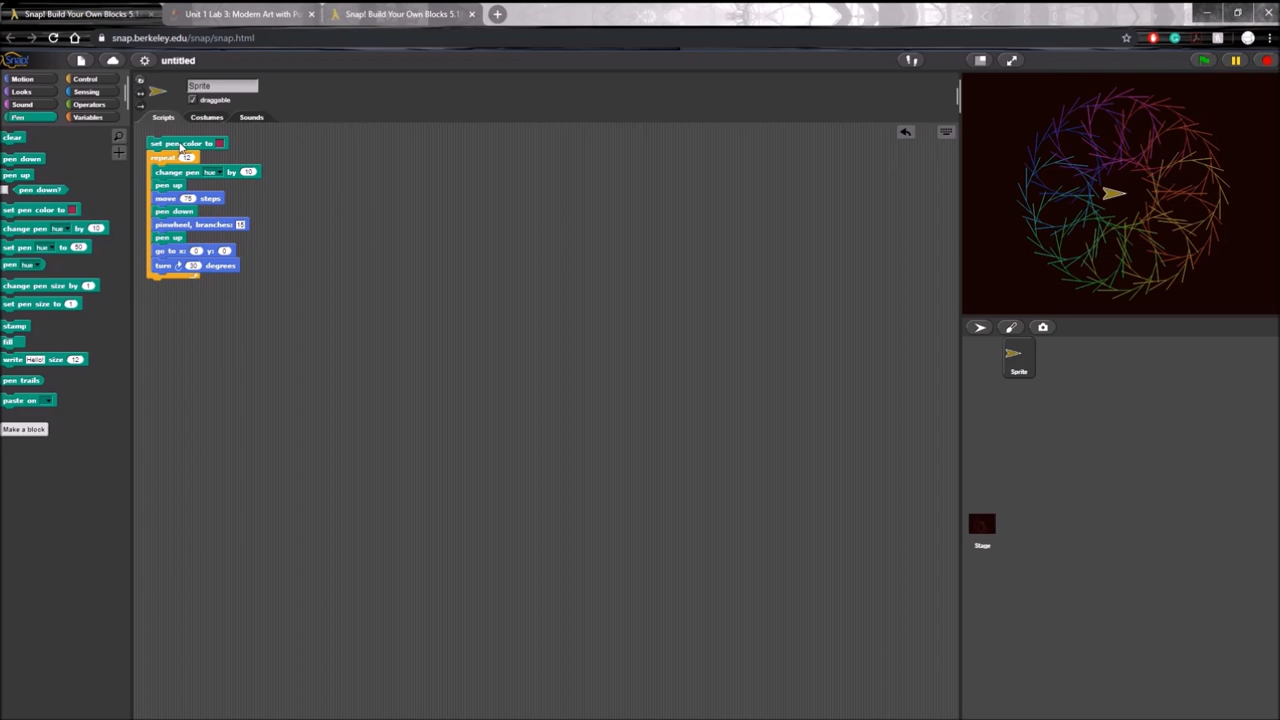 Snap! Build Your Own Blocks 5.1
Unit 1 Lab 3: Modern Art with Po
Snap! Build Your Own Blocks 5.1
snap.berkeley.edu/snap/snap.html
Snap!
untitled
Motion
Control
Looks
Sensing
Sound
Operators
Pen
Variables
Sprite
draggable
Scripts
Costumes
Sounds
clear
pen down
pen up
pen down?
set pen color to
change pen hue by 10
set pen hue to 50
pen hue
change pen size by 1
set pen size to 1
stamp
fill
write Hello! size 12
pen trails
paste on
Make a block
set pen color to
repeat 12
change pen hue by 10
pen up
move 75 steps
pen down
pinwheel, branches: 15
pen up
go to x: 0 y: 0
turn 30 degrees
Sprite
Stage